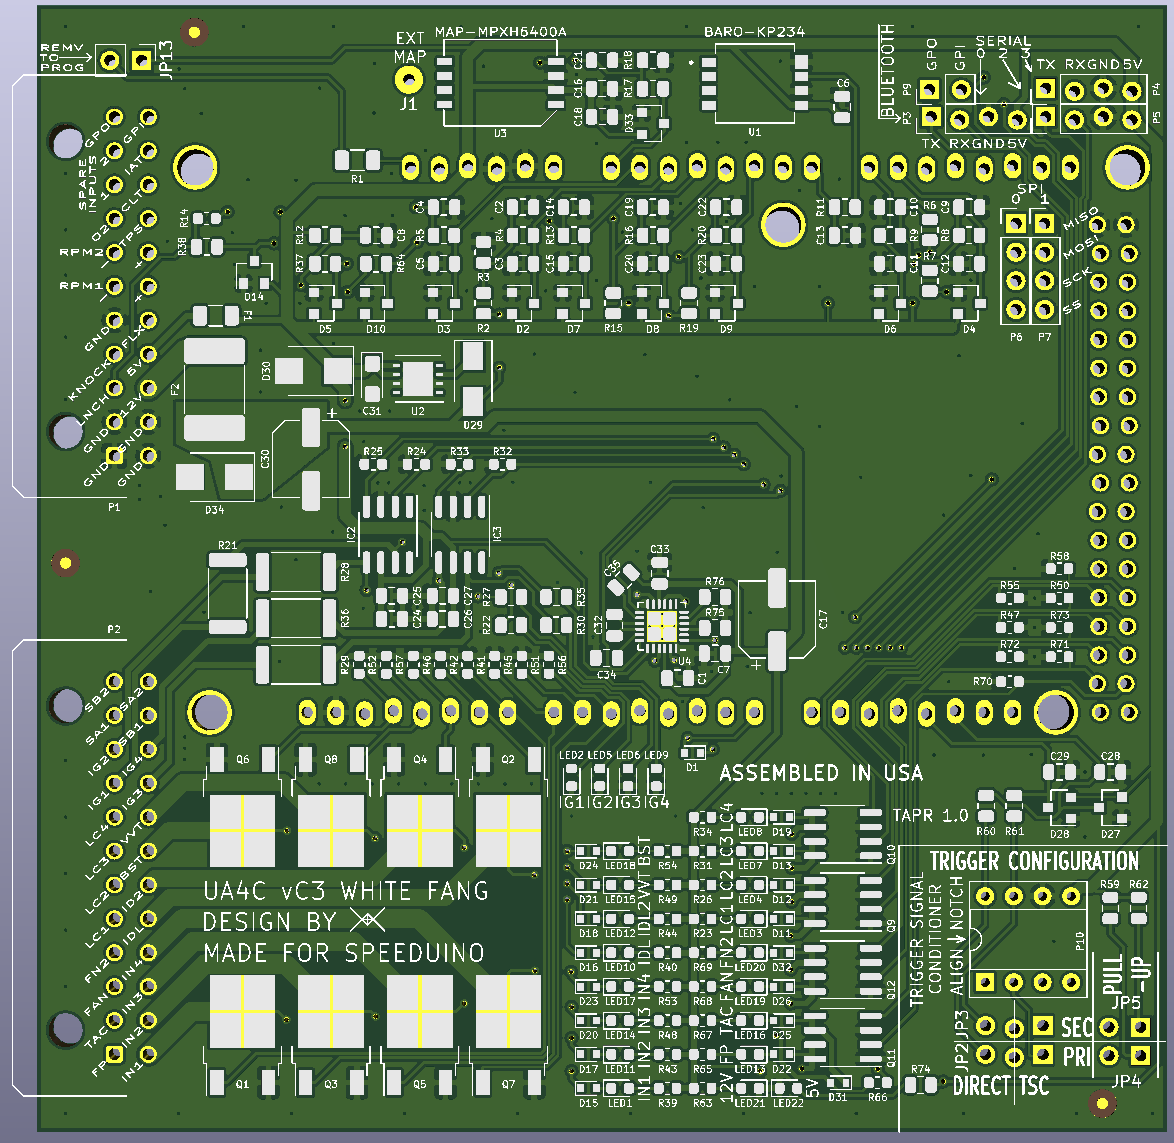 REMV
TO
PROG
JP13
EXT
MAP
J1
MAP-MPXH6400A
U3
C21
C16
C18
R18
R17
D33
BARO-KP234
U1
C6
BLUETOOTH
P9
P3
GPO
GPI
SERIAL
0 2 3
TX RXGND5V
P4
P5
TX RXGND5V
SPI
0 1
MISO
MOSI
SCK
SS
P6 P7
SPARE
INPUTS
GPO GPI
2 IAT
1 CLT
O2 TPS
RPM2 -
RPM1 +
GND FLX
KNOCK 5V
NCH 12V
GND GND
GND GND
P1
R1
R14
R38
D14
F1
F2
R12 C8
R37 R64
D5 D10
C4 C2 C14 C19 C22 R11 C10 R6 C9
R5 R4 R13 R16 R20 C13 R9 R8
R3
C5 C3 C15 C20 C23 C11 R7 C12
D3 R2 D2 D7 R15 D8 R19 D9 D6 D4
D30
C31
U2
D29
C30
+
D34
R25 R24 R33 R32
IC2
IC3
R21
R28
R36
C25 C27 R27 R35
C24 C26 R22 R30
R29 R52 R57 R46 R42 R41 R45 R51 R56
C35
C33
C32
C34
U4
R76
R75
C7
C1
C17
+
R58
R55 R50
R47 R73
R72 R71
R70
P2
SB2 SA2
SA1 SB1
IG2 IG4
IG1 IG3
LC4 VVT
LC3 BST
LC2 ID2
LC1 IDL
FN2 IN4
FAN IN3
TAC IN2
FP IN1
Q6 Q8 Q4 Q2
D1
LED2 LED5 LED6 LED9
IG1 IG2 IG3 IG4
ASSEMBLED IN USA
C29 C28
TAPR 1.0
R60 R61 D28 D27
UA4C vC3 WHITE FANG
DESIGN BY
MADE FOR SPEEDUINO
Q1 Q3 Q5 Q7
R34 LC4 LED8 D19
D24 LED18 BST R54 R31 LC3 LED7 D13
D21 LED15 VVT R49 R26 LC2 LED4 D12
D18 LED12 IDL2 R44 R23 LC1 LED3 D11
D16 LED10 IDL R40 R69 FN2 LED20 D32
D23 LED17 IN4 R53 R68 FAN LED19 D26
D20 LED14 IN3 R48 R67 TAC LED16 D25
D17 LED11 IN2 R43 R65 FP LED13 D22
D15 LED1 IN1 R39 R63 12V LED21 LED22 5V
D31 R66 R74
Q10
Q9
Q12
Q11
TRIGGER CONFIGURATION
TRIGGER SIGNAL
CONDITIONER
ALIGN NOTCH
P10
R59 R62
PULL
-UP
JP5
JP3 SEC
JP2 PRI
JP4
DIRECT TSC